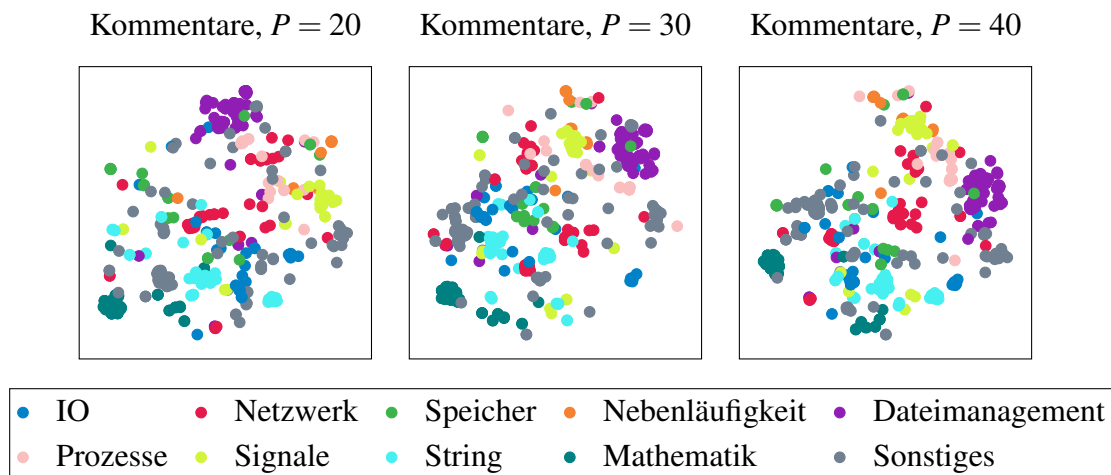 Kommentare, P = 20 Kommentare, P = 30 Kommentare, P = 40
IO Netzwerk Speicher Nebenläufigkeit Dateimanagement
Prozesse Signale String Mathematik Sonstiges